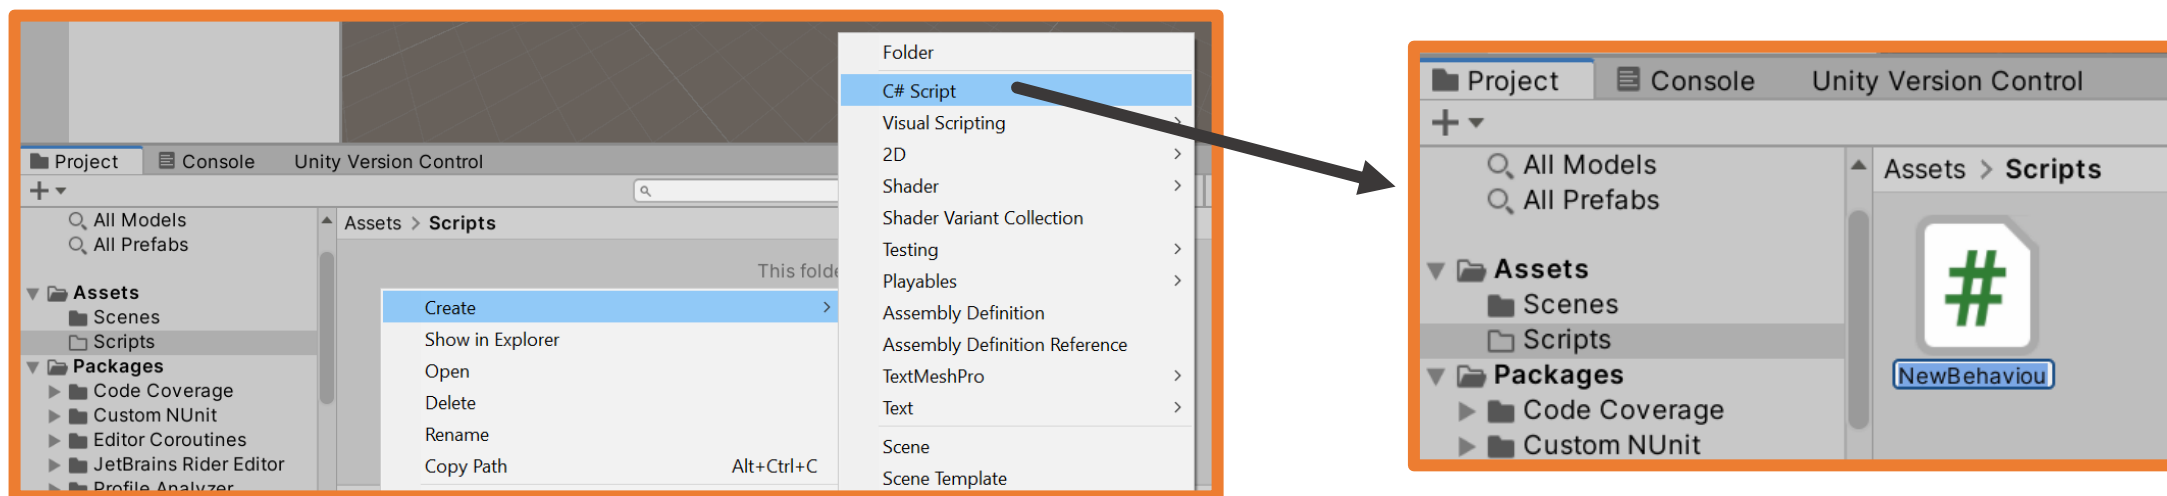 Project
Console
Unity Version Control
All Models
All Prefabs
Assets
Scenes
Scripts
Packages
Code Coverage
Custom NUnit
Editor Coroutines
JetBrains Rider Editor
Profile Analyzer
Assets > Scripts
This folde
Create
Show in Explorer
Open
Delete
Rename
Copy Path Alt+Ctrl+C
Folder
C# Script
Visual Scripting
2D
Shader
Shader Variant Collection
Testing
Playables
Assembly Definition
Assembly Definition Reference
TextMeshPro
Text
Scene
Scene Template
Project
Console
Unity Version Control
All Models
All Prefabs
Assets
Scenes
Scripts
Packages
Code Coverage
Custom NUnit
Assets > Scripts
#
NewBehaviou